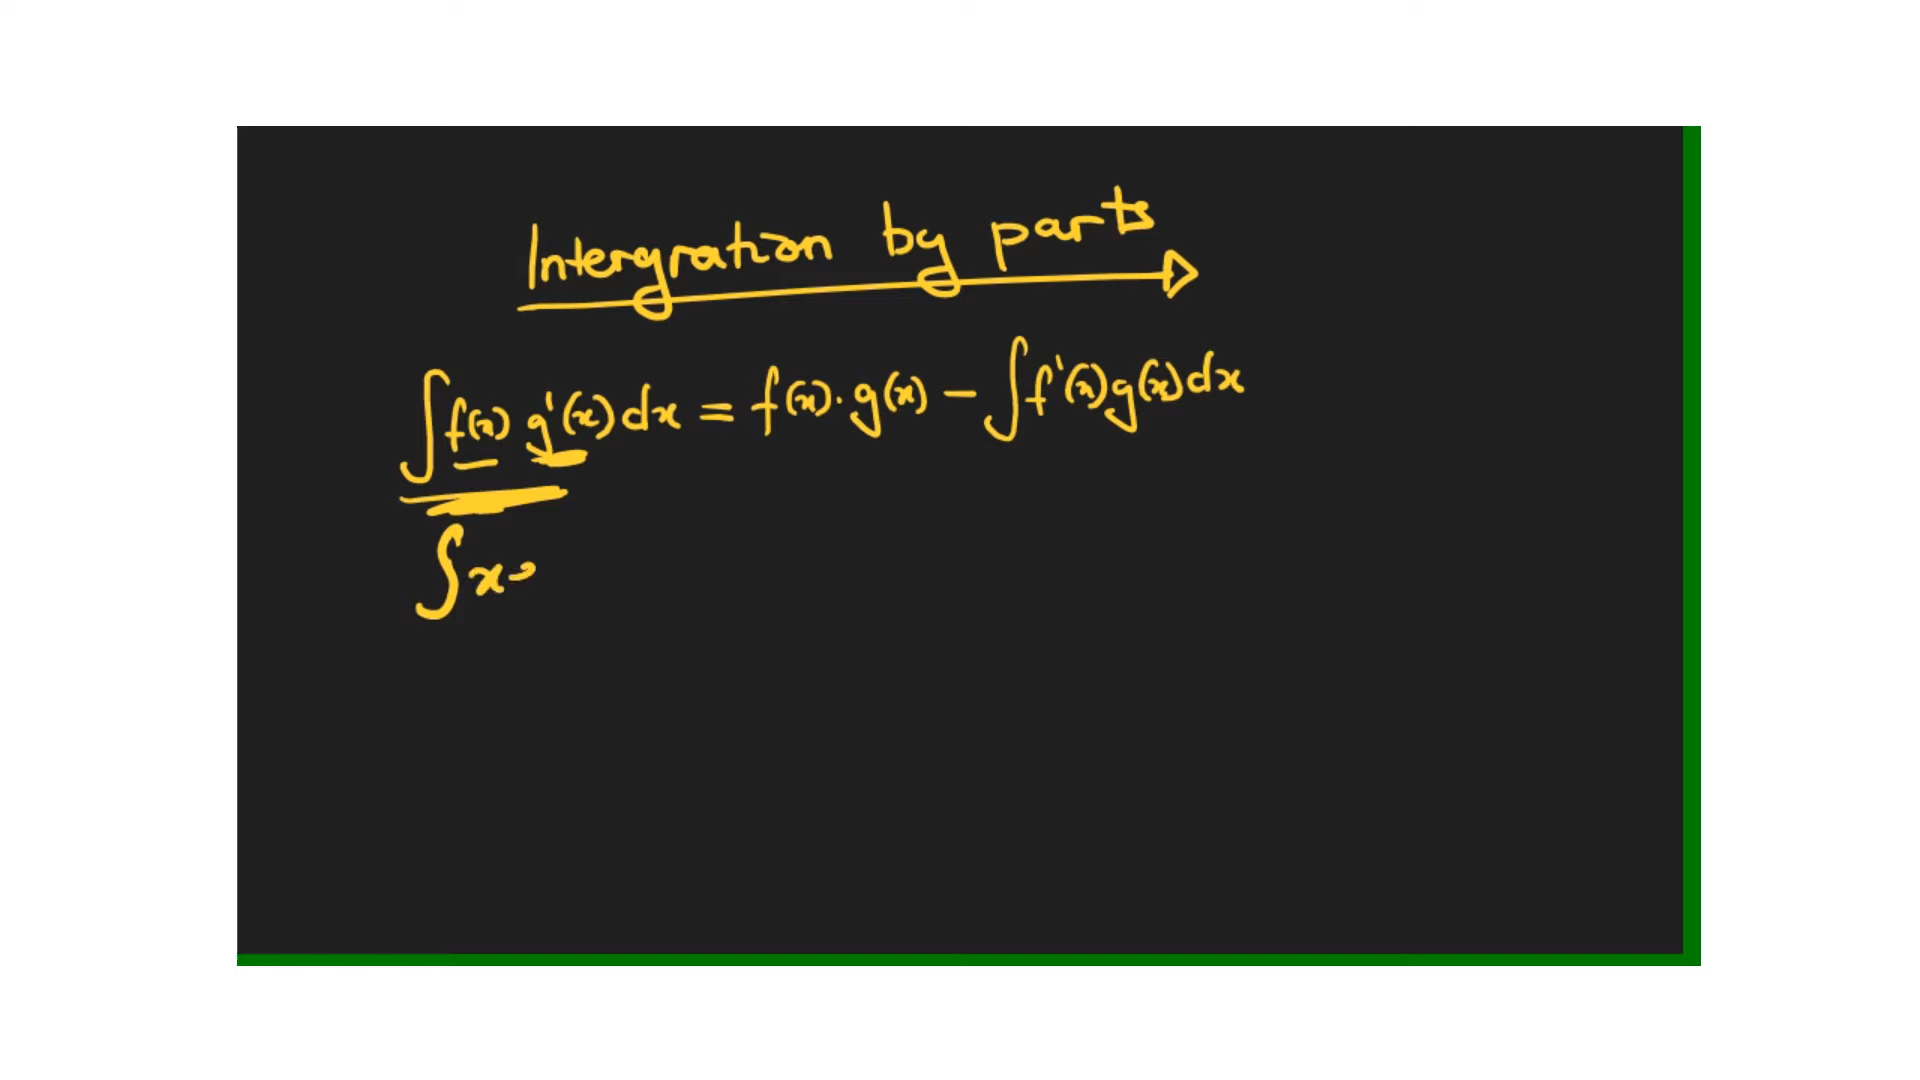 Intergration by parts
∫f(x) g'(x) dx = f(x) · g(x) − ∫f'(x) g(x) dx
∫x